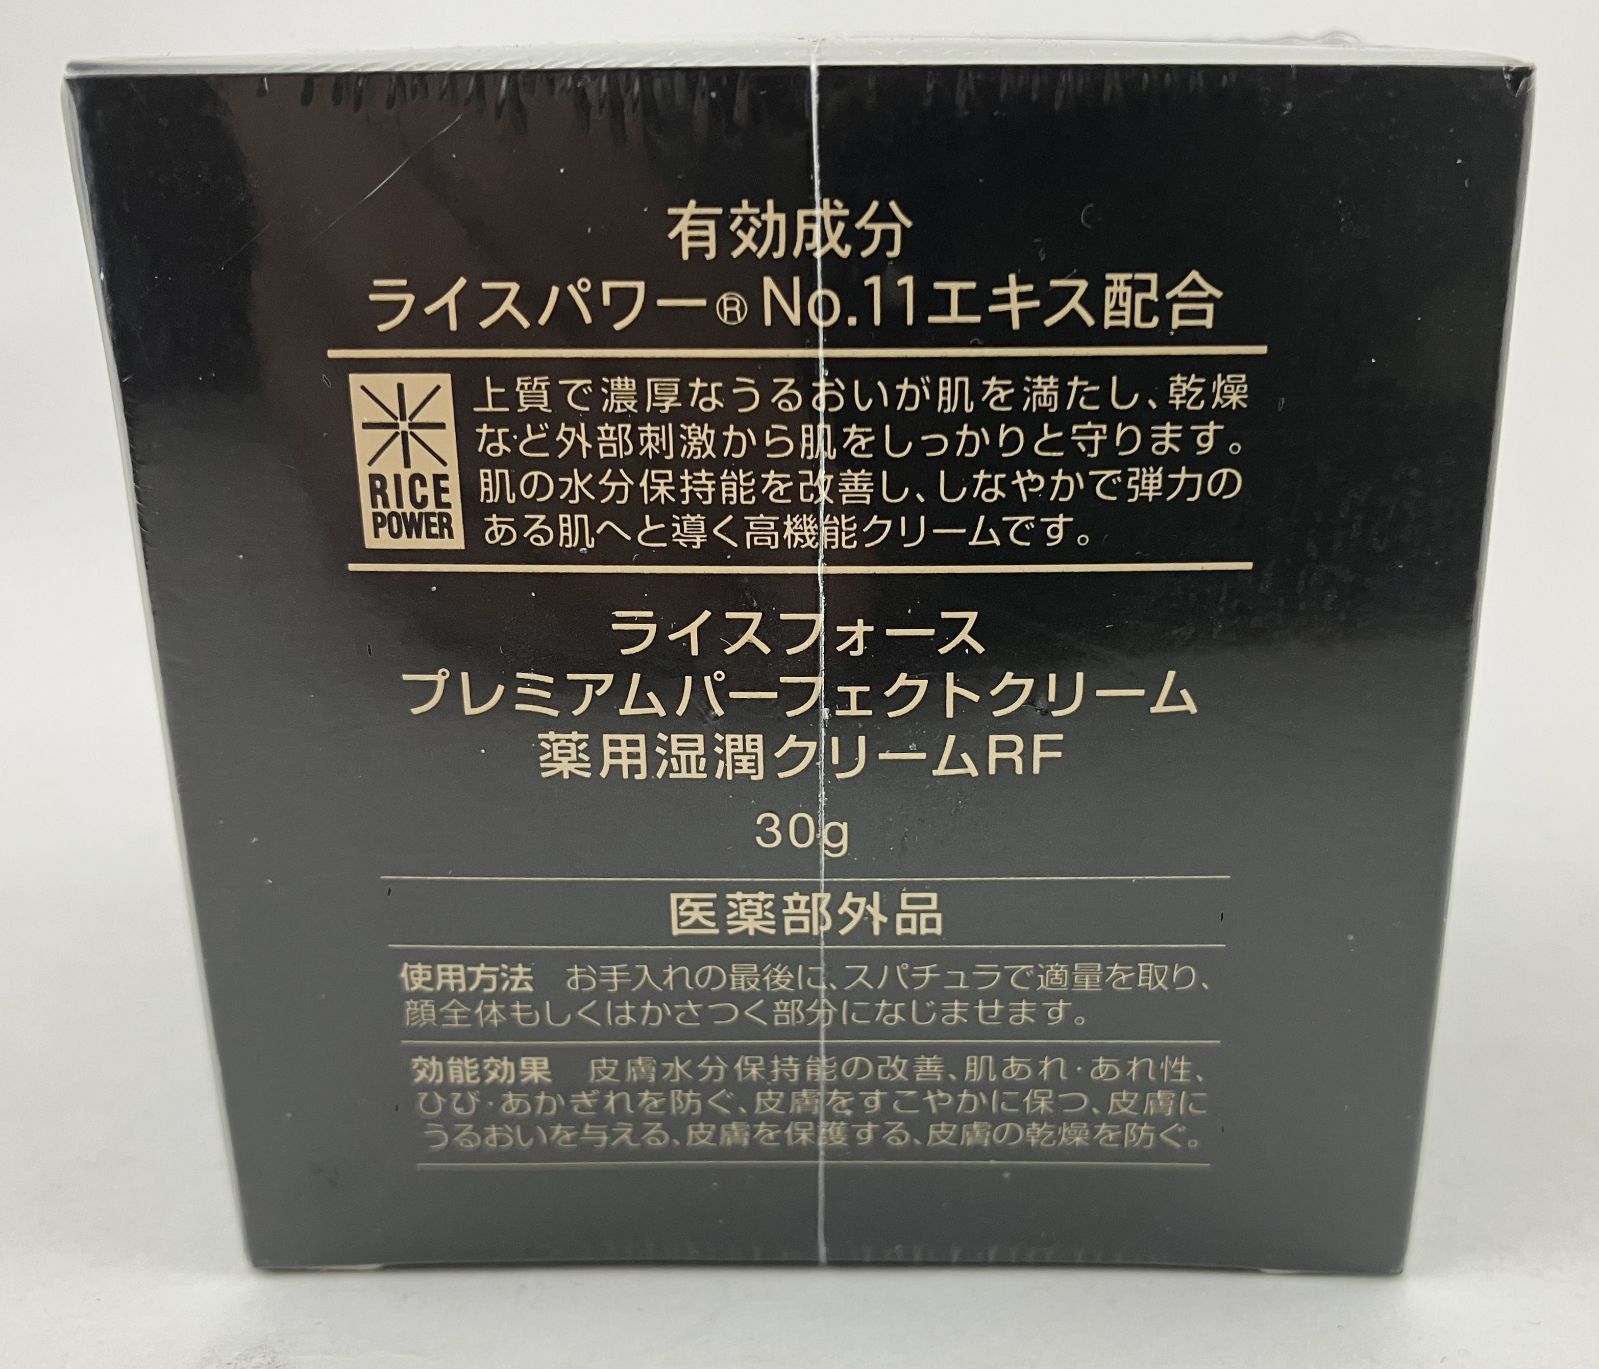 有効成分
ライスパワー® No.11エキス配合
上質で濃厚なうるおいが肌を満たし、乾燥
など外部刺激から肌をしっかりと守ります。
肌の水分保持能を改善し、しなやかで弾力の
ある肌へと導く高機能クリームです。
RICE
POWER
ライスフォース
プレミアムパーフェクトクリーム
薬用湿潤クリームRF
30g
医薬部外品
使用方法 お手入れの最後に、スパチュラで適量を取り、
顔全体もしくはかさつく部分になじませます。
効能効果 皮膚水分保持能の改善、肌あれ・あれ性、
ひび・あかぎれを防ぐ、皮膚をすこやかに保つ、皮膚に
うるおいを与える、皮膚を保護する、皮膚の乾燥を防ぐ。